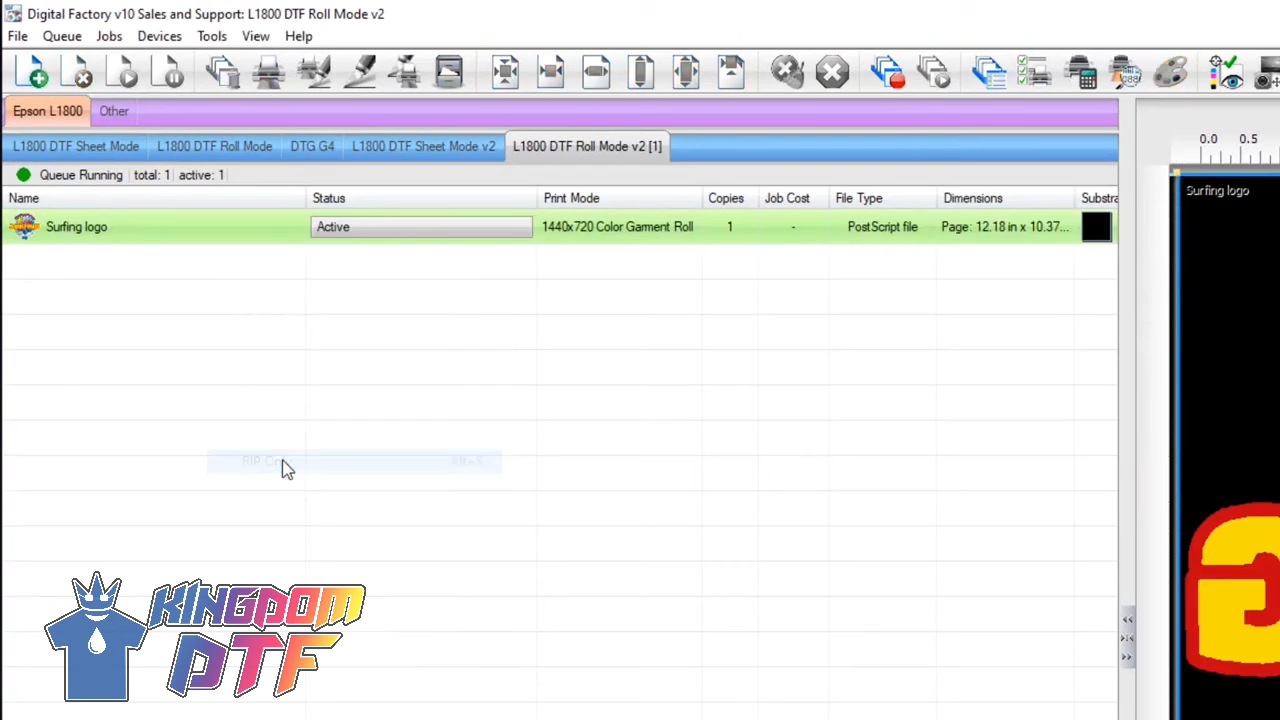 Digital Factory v10 Sales and Support: L1800 DTF Roll Mode v2
File Queue Jobs Devices Tools View Help
Epson L1800 Other
L1800 DTF Sheet Mode L1800 DTF Roll Mode DTG G4 L1800 DTF Sheet Mode v2 L1800 DTF Roll Mode v2 [1]
0.0 0.5
Queue Running total: 1 active: 1
Name Status Print Mode Copies Job Cost File Type Dimensions Substra
Surfing logo
Surfing logo Active 1440x720 Color Garment Roll 1 - PostScript file Page: 12.18 in x 10.37...
RIP
KINGDOM
DTF